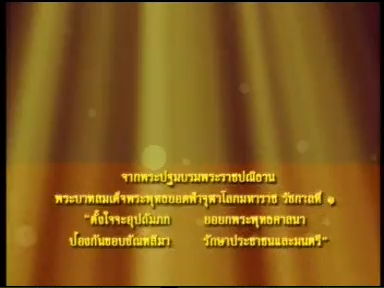 จากพระปฐมบรมพระราชปณิธาน
พระบาทสมเด็จพระพุทธยอดฟ้าจุฬาโลกมหาราช รัชกาลที่ ๑
"ตั้งใจจะอุปถัมภก ยอยกพระพุทธศาสนา
ป้องกันขอบขัณฑสีมา รักษาประชาชนและมนตรี"